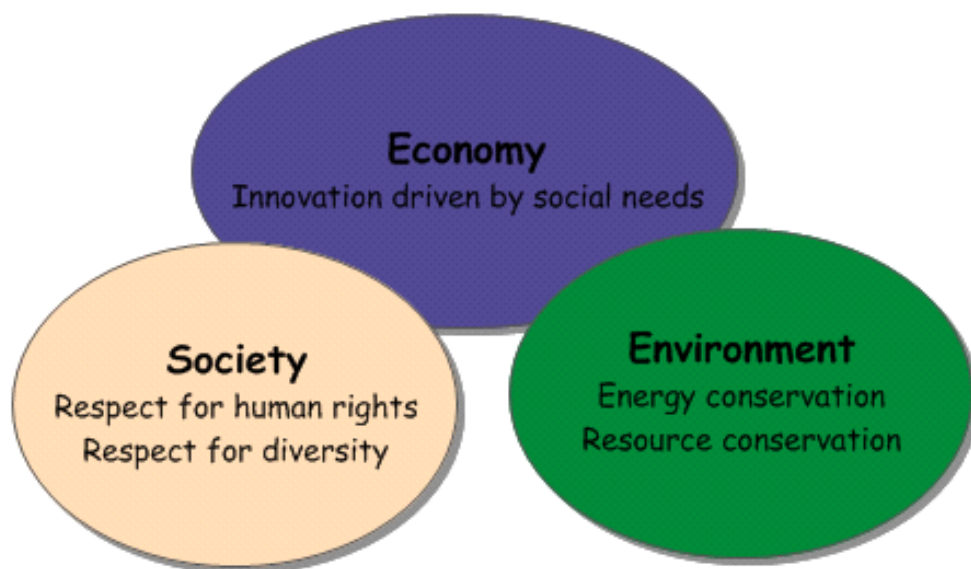 Economy
Innovation driven by social needs
Society
Respect for human rights
Respect for diversity
Environment
Energy conservation
Resource conservation